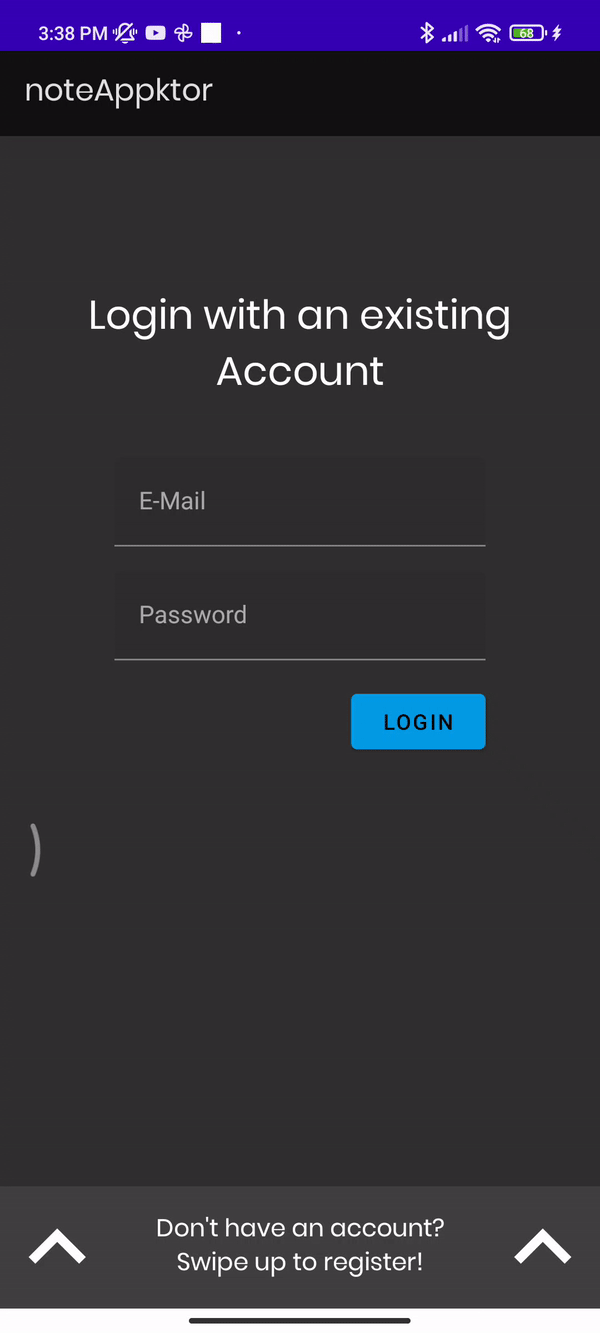 3:38 PM
68
noteAppktor
Login with an existing
Account
E-Mail
Password
LOGIN
Don't have an account?
Swipe up to register!